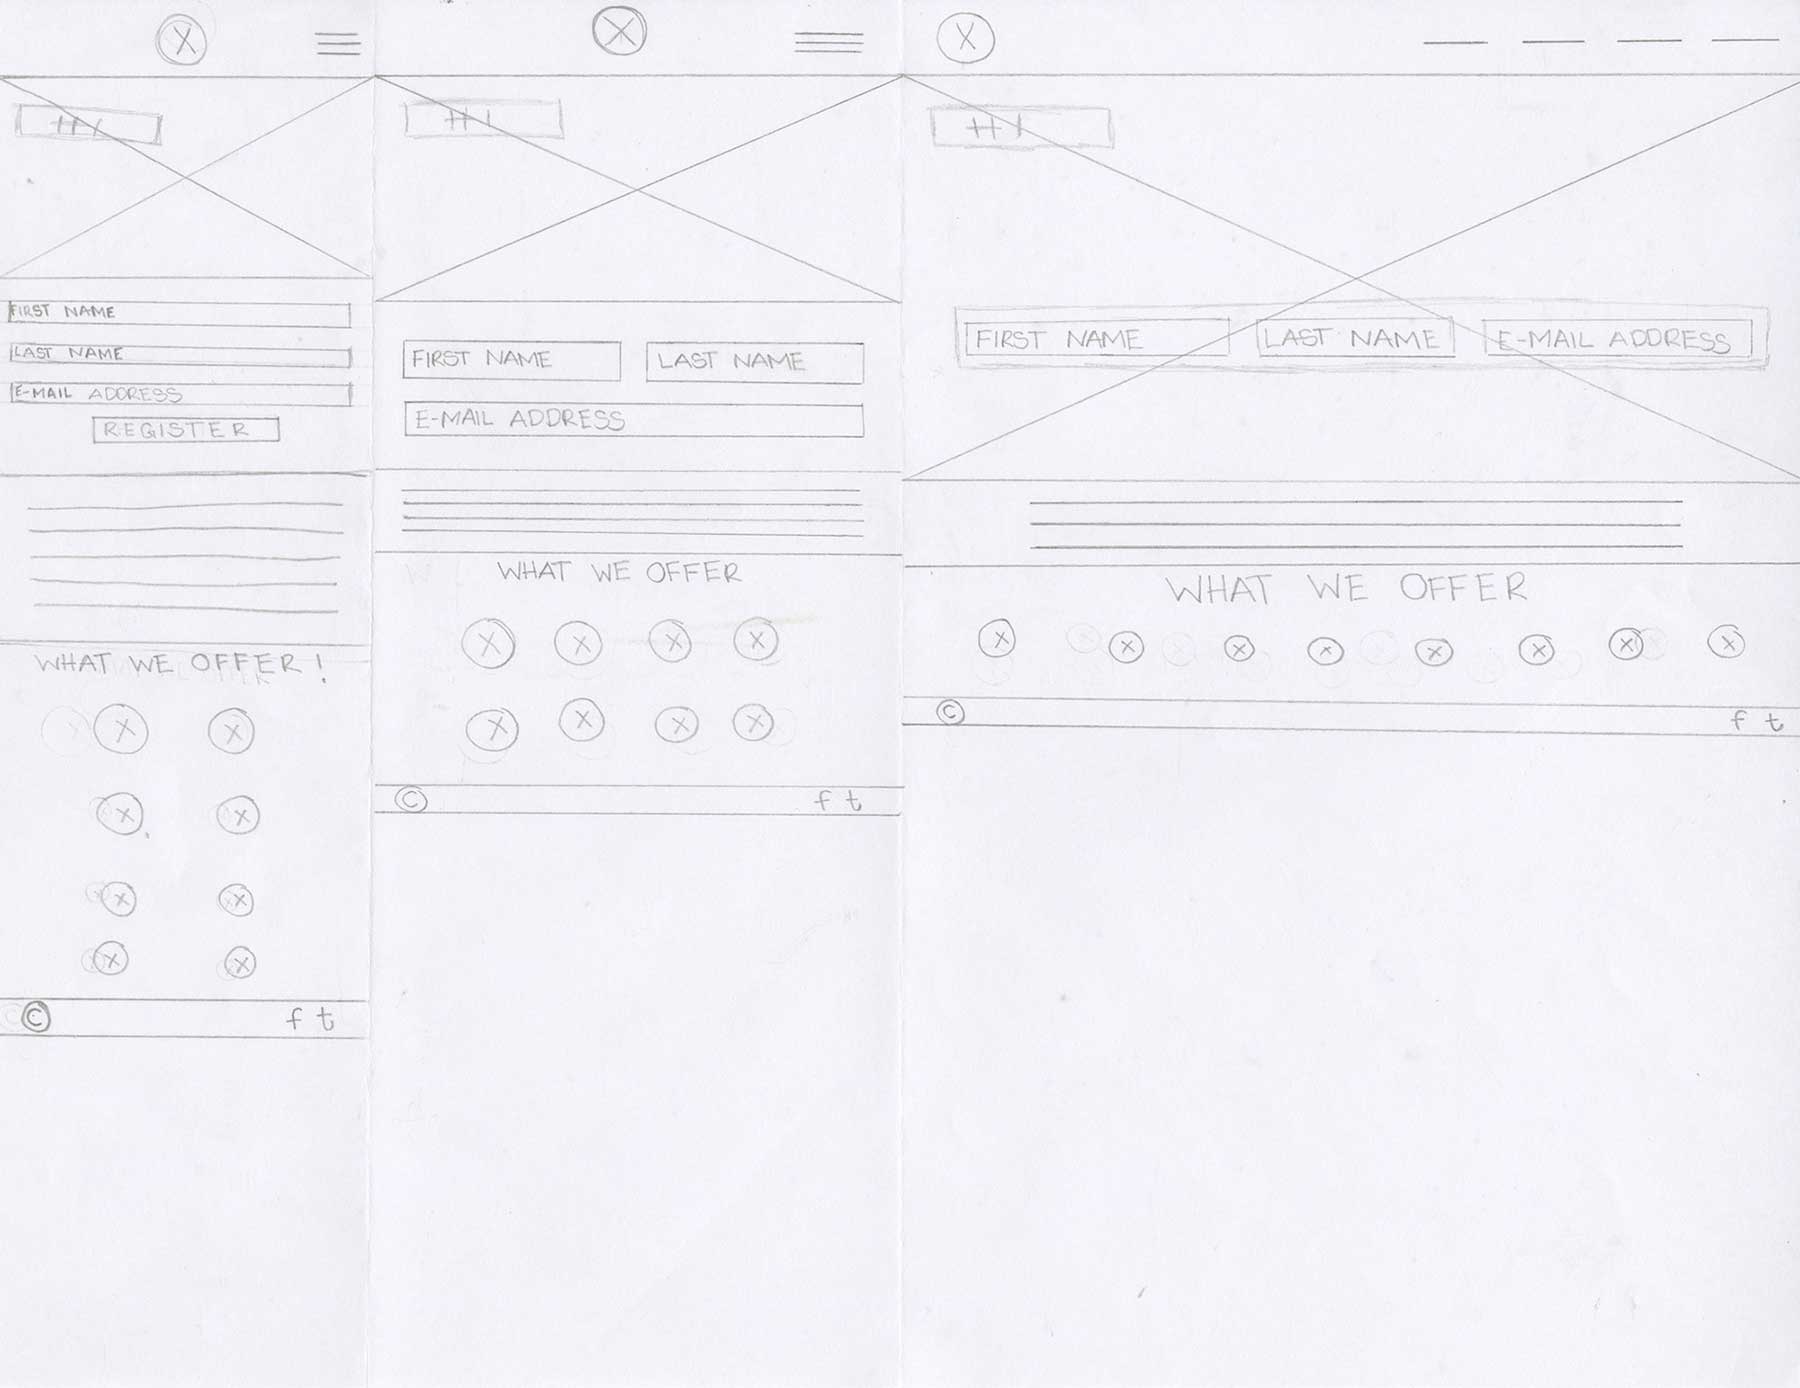 H1
FIRST NAME
LAST NAME
E-MAIL ADDRESS
REGISTER
WHAT WE OFFER!
©
f t
H1
FIRST NAME LAST NAME
E-MAIL ADDRESS
WHAT WE OFFER
©
f t
H1
FIRST NAME LAST NAME E-MAIL ADDRESS
WHAT WE OFFER
©
f t